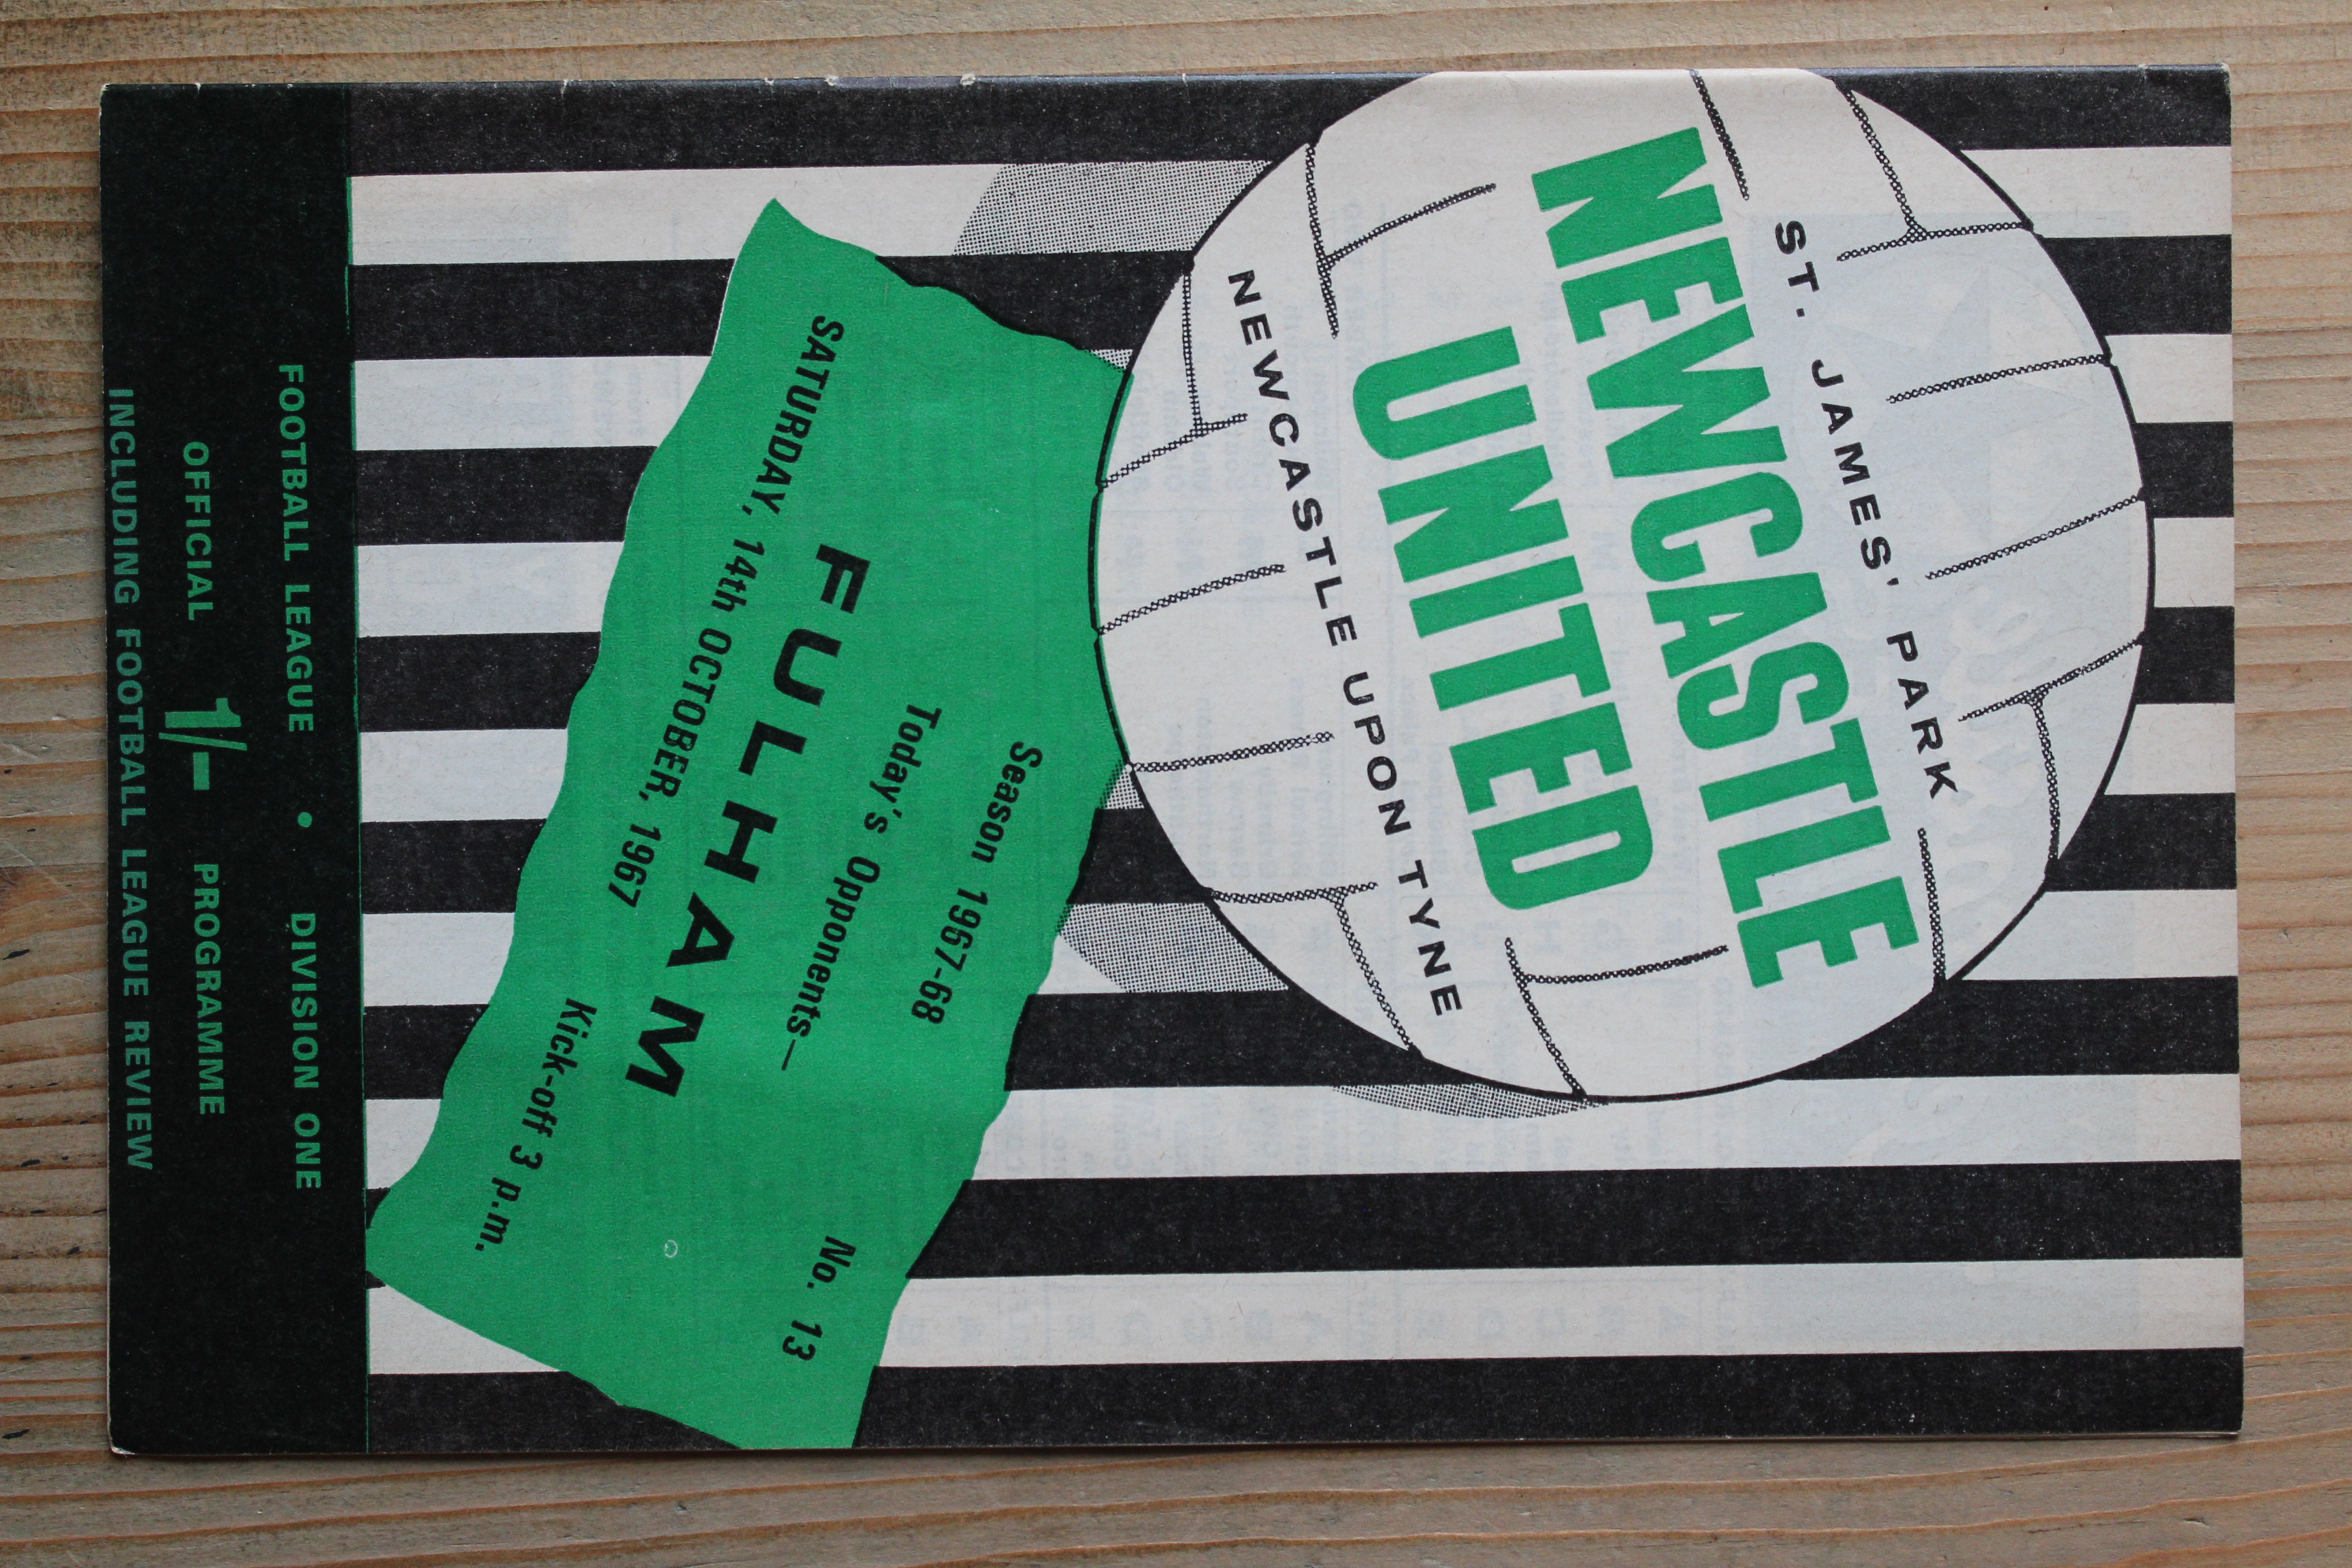 ST. JAMES' PARK
NEWCASTLE
UNITED
NEWCASTLE UPON TYNE
Season 1967-68
No. 13
Today's Opponents—
FULHAM
SATURDAY, 14th OCTOBER, 1967
Kick-off 3 p.m.
FOOTBALL LEAGUE • DIVISION ONE
OFFICIAL 1/- PROGRAMME
INCLUDING FOOTBALL LEAGUE REVIEW